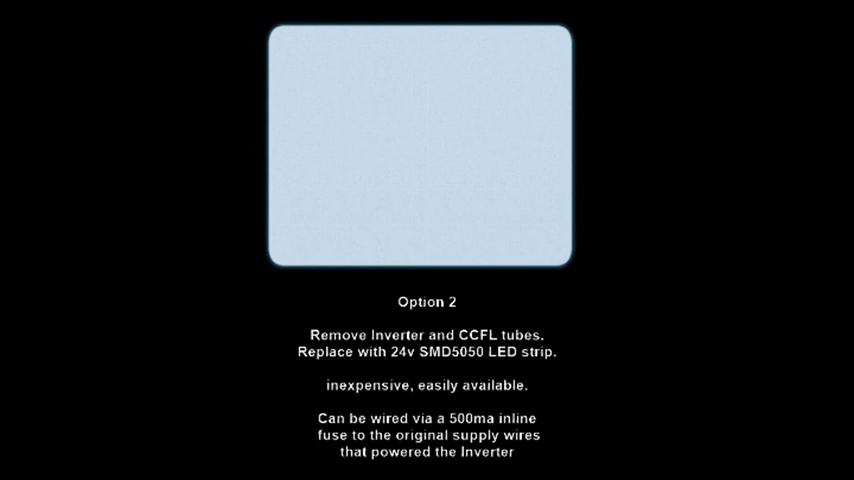 Option 2
Remove Inverter and CCFL tubes.
Replace with 24v SMD5050 LED strip.
inexpensive, easily available.
Can be wired via a 500ma inline
fuse to the original supply wires
that powered the Inverter